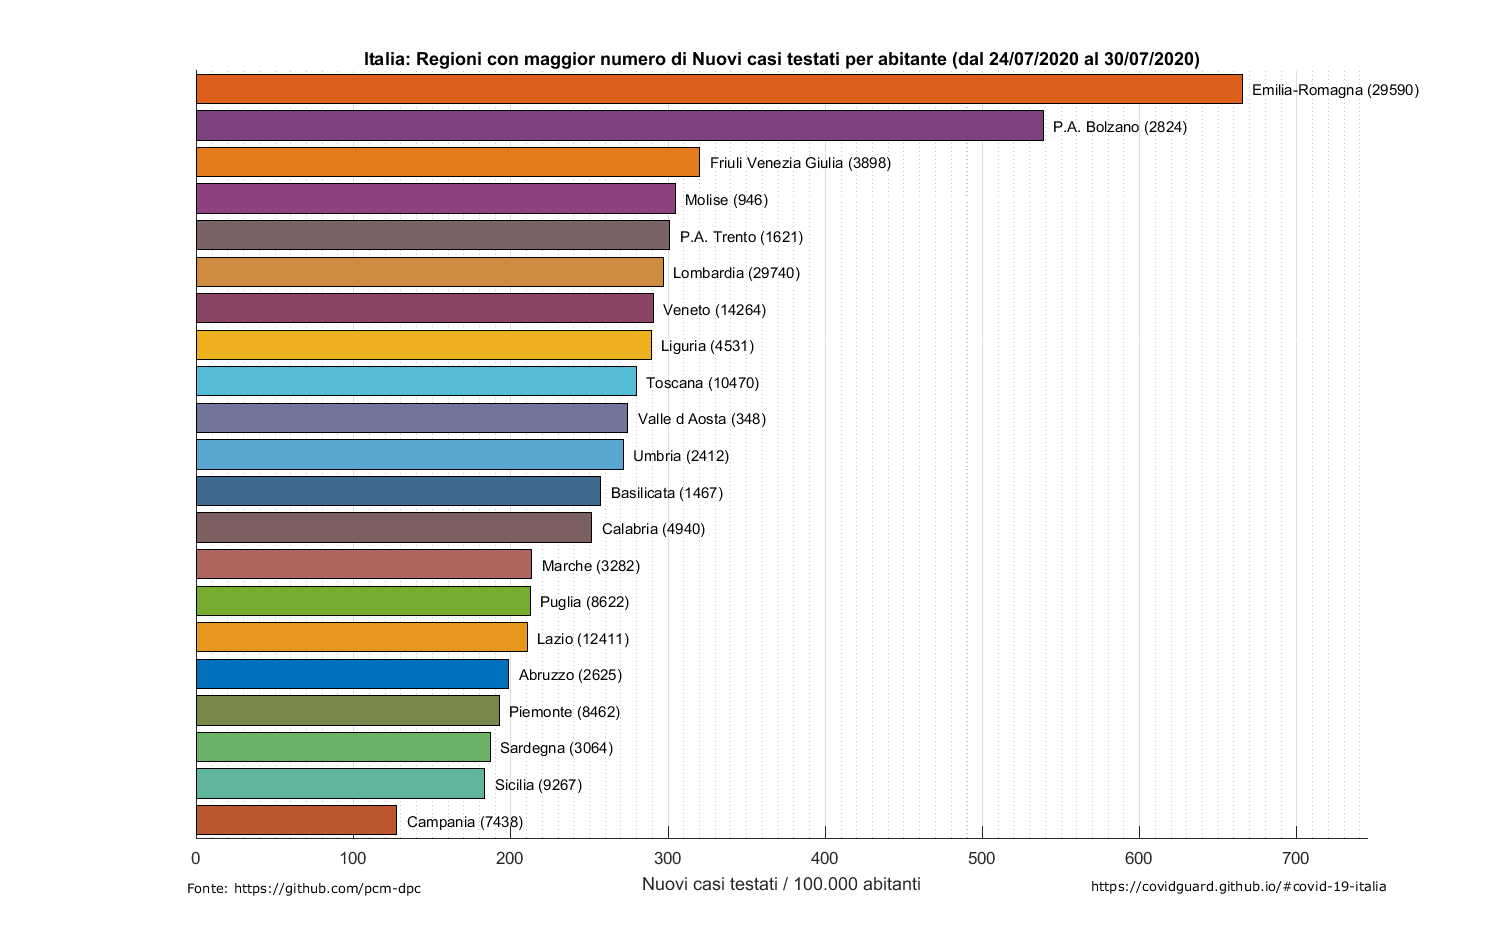 Italia: Regioni con maggior numero di Nuovi casi testati per abitante (dal 24/07/2020 al 30/07/2020)
Emilia-Romagna (29590)
P.A. Bolzano (2824)
Friuli Venezia Giulia (3898)
Molise (946)
P.A. Trento (1621)
Lombardia (29740)
Veneto (14264)
Liguria (4531)
Toscana (10470)
Valle d Aosta (348)
Umbria (2412)
Basilicata (1467)
Calabria (4940)
Marche (3282)
Puglia (8622)
Lazio (12411)
Abruzzo (2625)
Piemonte (8462)
Sardegna (3064)
Sicilia (9267)
Campania (7438)
0 100 200 300 400 500 600 700
Nuovi casi testati / 100.000 abitanti
Fonte: https://github.com/pcm-dpc
https://covidguard.github.io/#covid-19-italia